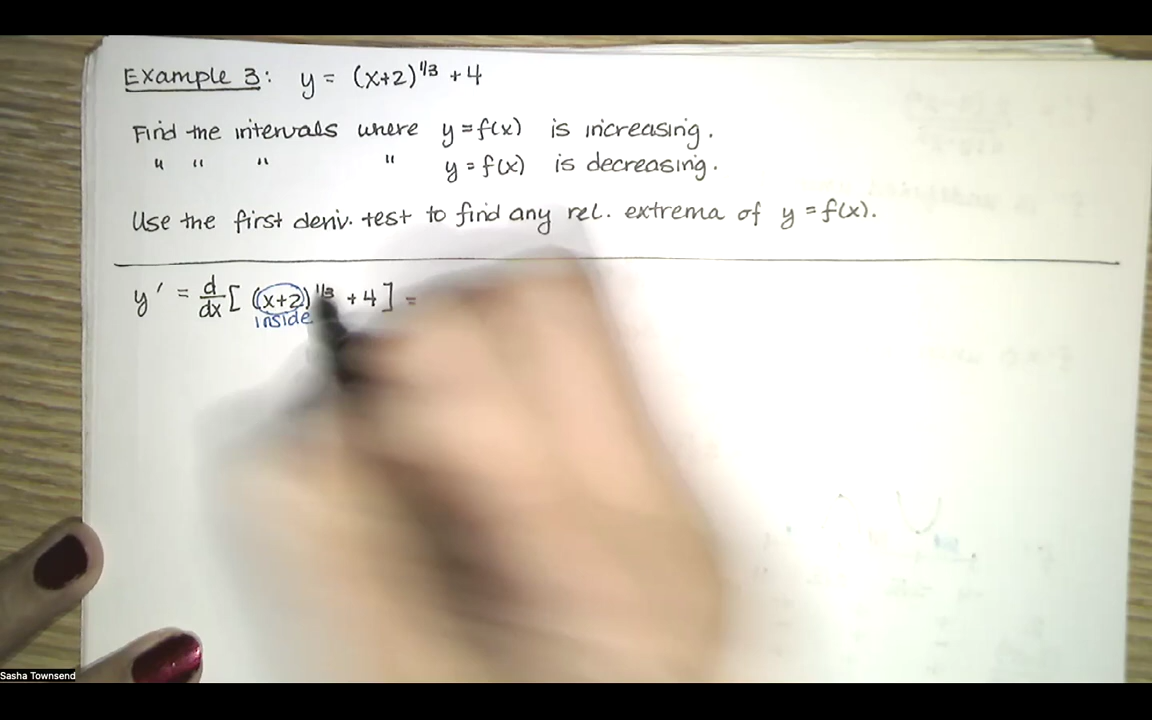 Example 3: y = (x+2)^1/3 + 4
Find the intervals where y = f(x) is increasing.
" " " " y = f(x) is decreasing.
Use the first deriv. test to find any rel. extrema of y = f(x).
y' = d/dx [ (x+2)^1/3 + 4 ] =
inside
Sasha Townsend